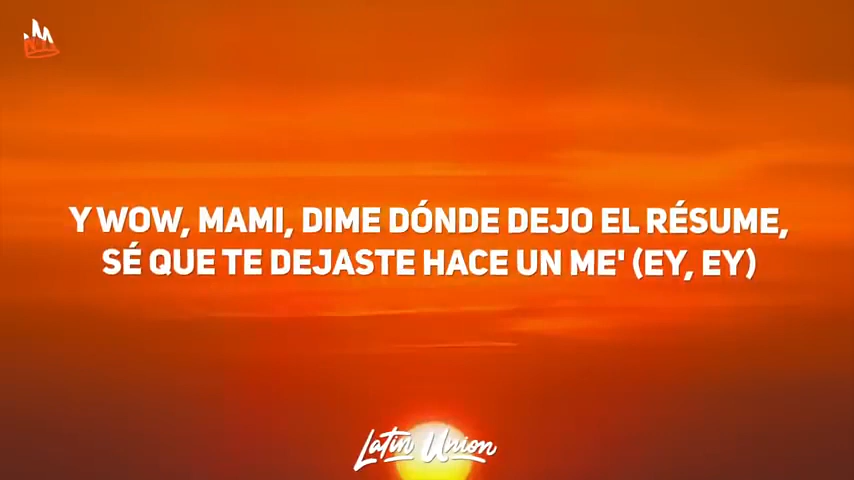 Y WOW, MAMI, DIME DÓNDE DEJO EL RÉSUME,
SÉ QUE TE DEJASTE HACE UN ME' (EY, EY)
Latin Union